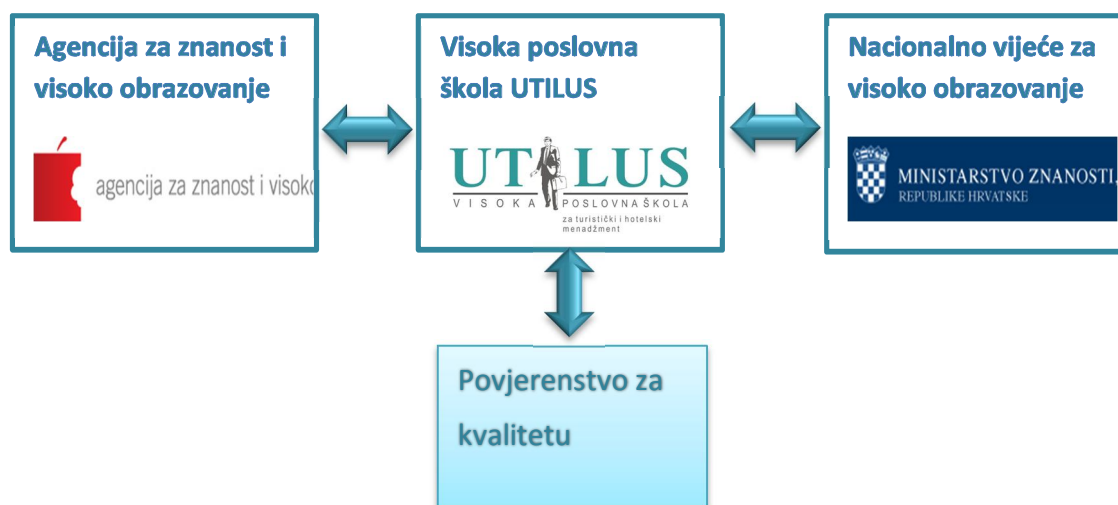 Agencija za znanost i
visoko obrazovanje
agencija za znanost i visoko
Visoka poslovna
škola UTILUS
UTILUS
VISOKA POSLOVNA ŠKOLA
za turistički i hotelski
menadžment
Nacionalno vijeće za
visoko obrazovanje
MINISTARSTVO ZNANOSTI,
REPUBLIKE HRVATSKE
Povjerenstvo za
kvalitetu